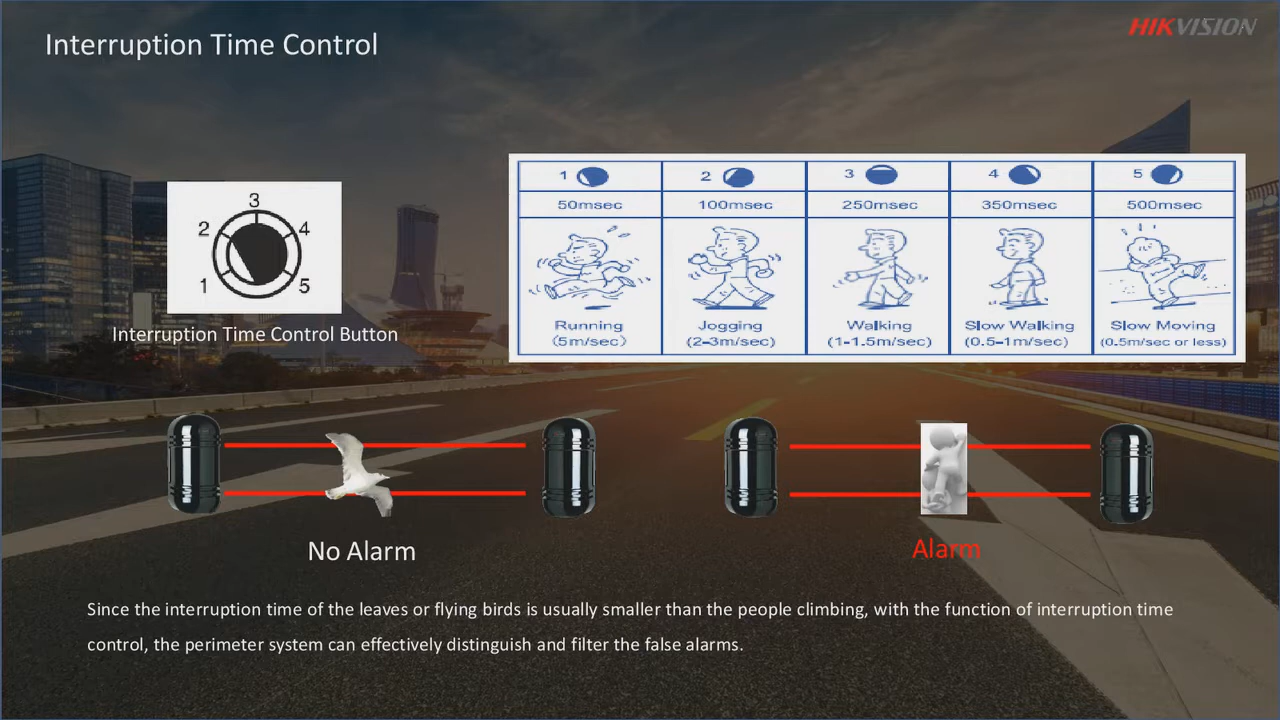 Interruption Time Control
HIKVISION
3
2 4
1 5
Interruption Time Control Button
1 2 3 4 5
50msec 100msec 250msec 350msec 500msec
Running Jogging Walking Slow Walking Slow Moving
(5m/sec) (2-3m/sec) (1-1.5m/sec) (0.5-1m/sec) (0.5m/sec or less)
No Alarm
Alarm
Since the interruption time of the leaves or flying birds is usually smaller than the people climbing, with the function of interruption time
control, the perimeter system can effectively distinguish and filter the false alarms.